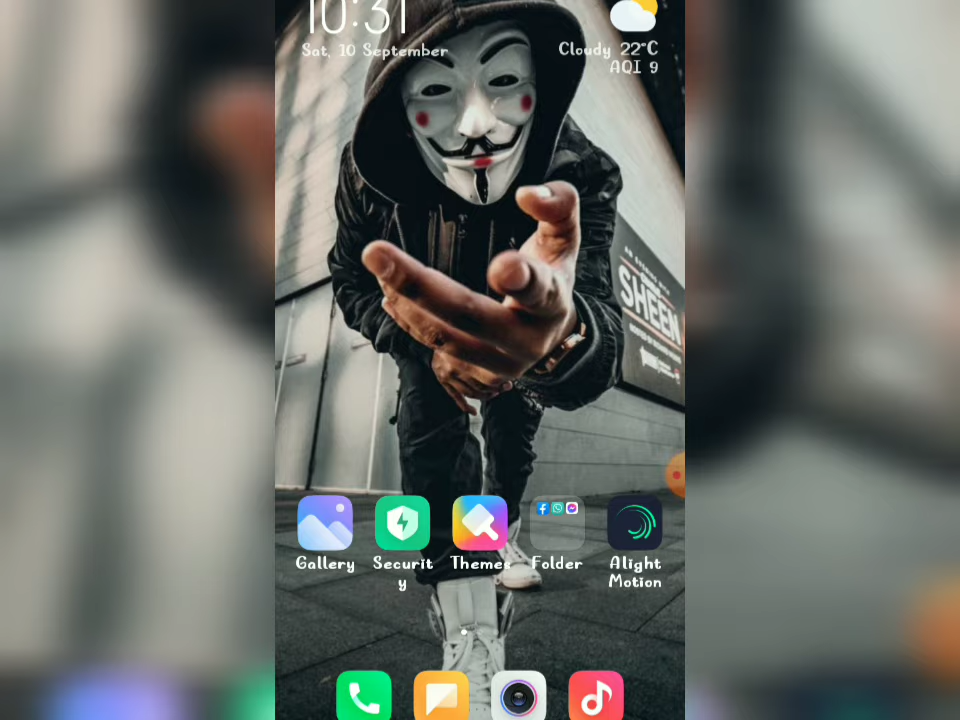 10:31
Sat, 10 September
Cloudy 22°C
AQI 9
SHEEN
Gallery
Securit
y
Themes
Folder
Alight
Motion